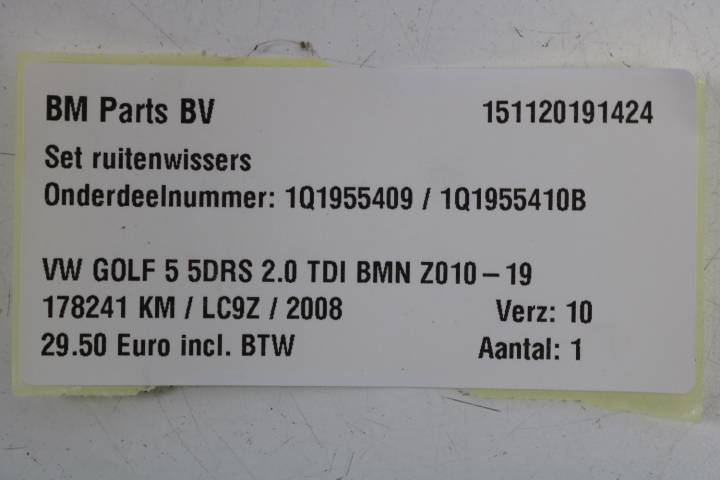 BM Parts BV 151120191424
Set ruitenwissers
Onderdeelnummer: 1Q1955409 / 1Q1955410B
VW GOLF 5 5DRS 2.0 TDI BMN Z010 – 19
178241 KM / LC9Z / 2008 Verz: 10
29.50 Euro incl. BTW Aantal: 1